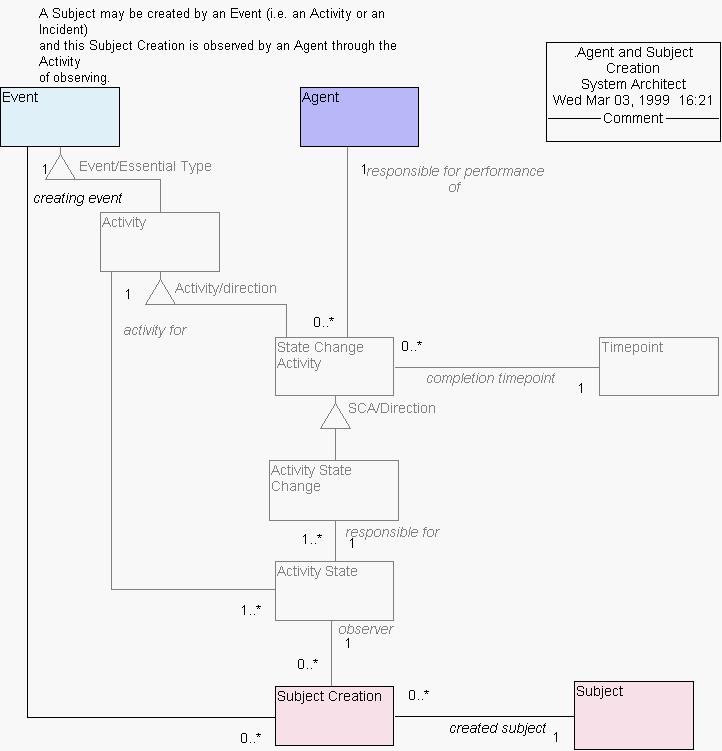 A Subject may be created by an Event (i.e. an Activity or an
Incident)
and this Subject Creation is observed by an Agent through the
Activity
of observing.
.Agent and Subject
Creation
System Architect
Wed Mar 03, 1999 16:21
Comment
Event
Agent
1
Event/Essential Type
1
responsible for performance
of
creating event
Activity
1
Activity/direction
activity for
0..*
State Change
Activity
0..*
Timepoint
completion timepoint
1
SCA/Direction
Activity State
Change
1..*
responsible for
1
Activity State
1..*
observer
1
0..*
Subject Creation
0..*
Subject
created subject
0..*
1